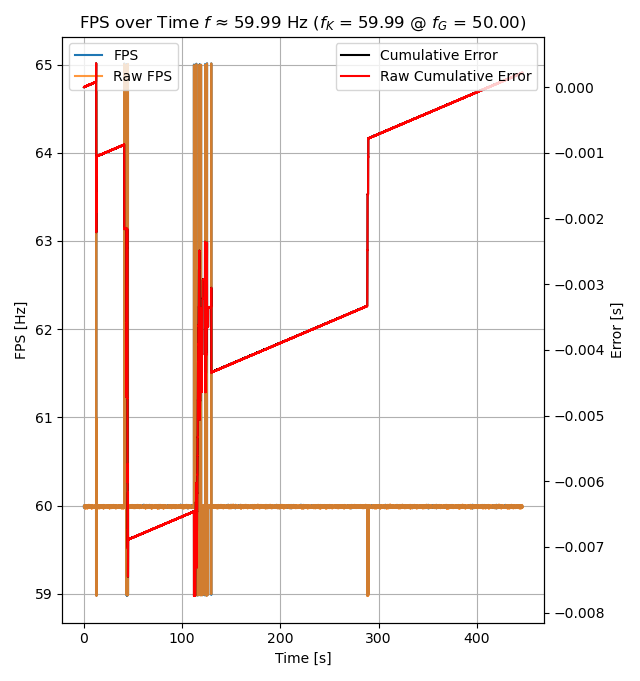 FPS over Time f ≈ 59.99 Hz (f_K = 59.99 @ f_G = 50.00)
FPS
Raw FPS
Cumulative Error
Raw Cumulative Error
65
64
63
62
61
60
59
FPS [Hz]
0.000
−0.001
−0.002
−0.003
−0.004
−0.005
−0.006
−0.007
−0.008
Error [s]
0 100 200 300 400
Time [s]